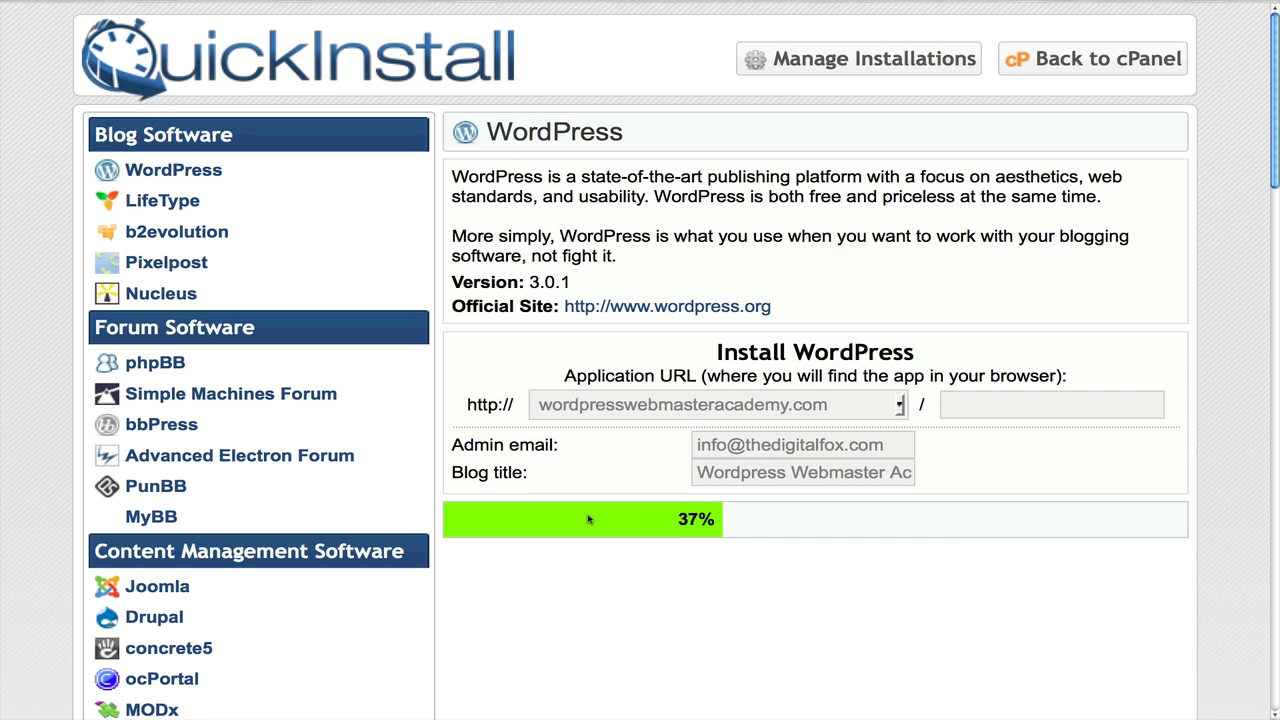 QuickInstall
Manage Installations
cP Back to cPanel
Blog Software
WordPress
LifeType
b2evolution
Pixelpost
Nucleus
Forum Software
phpBB
Simple Machines Forum
bbPress
Advanced Electron Forum
PunBB
MyBB
Content Management Software
Joomla
Drupal
concrete5
ocPortal
MODx
WordPress
WordPress is a state-of-the-art publishing platform with a focus on aesthetics, web
standards, and usability. WordPress is both free and priceless at the same time.
More simply, WordPress is what you use when you want to work with your blogging
software, not fight it.
Version: 3.0.1
Official Site: http://www.wordpress.org
Install WordPress
Application URL (where you will find the app in your browser):
http:// wordpresswebmasteracademy.com /
Admin email: info@thedigitalfox.com
Blog title: Wordpress Webmaster Ac
37%